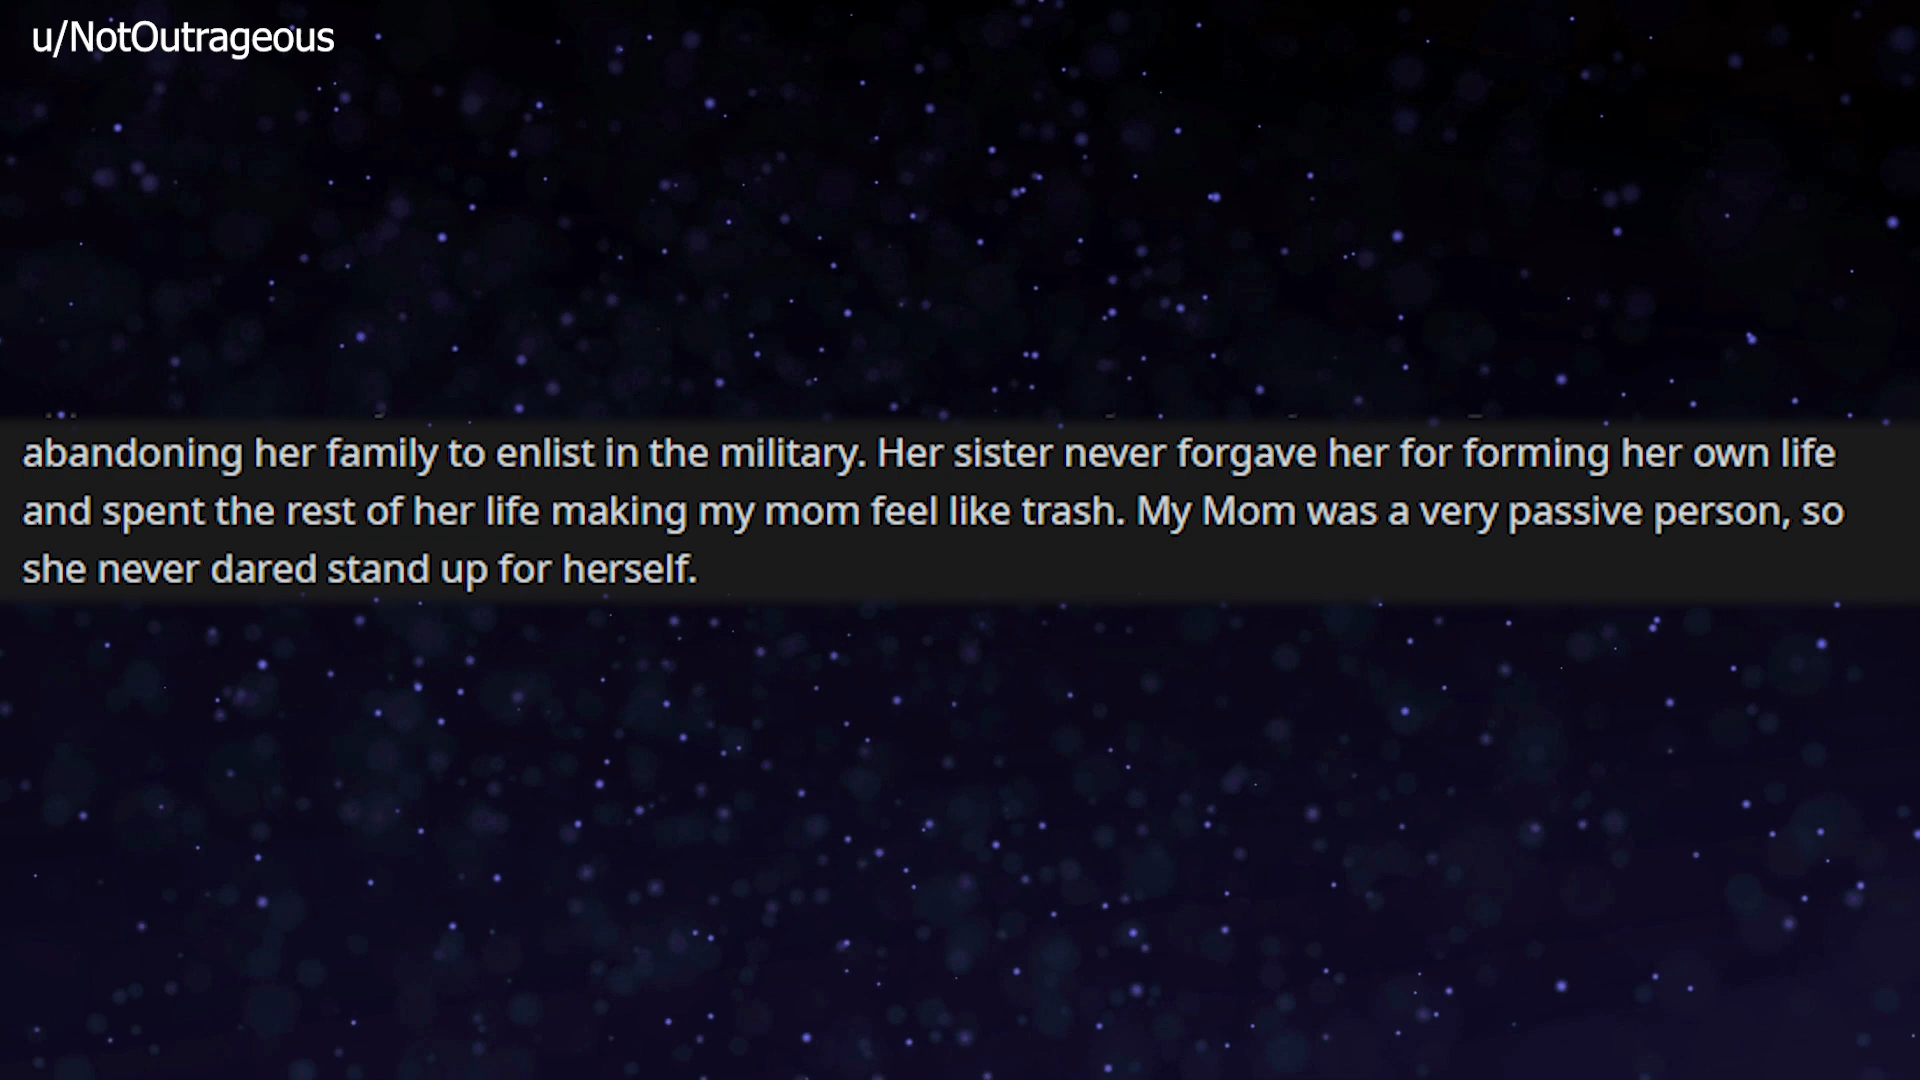 u/NotOutrageous
abandoning her family to enlist in the military. Her sister never forgave her for forming her own life
and spent the rest of her life making my mom feel like trash. My Mom was a very passive person, so
she never dared stand up for herself.